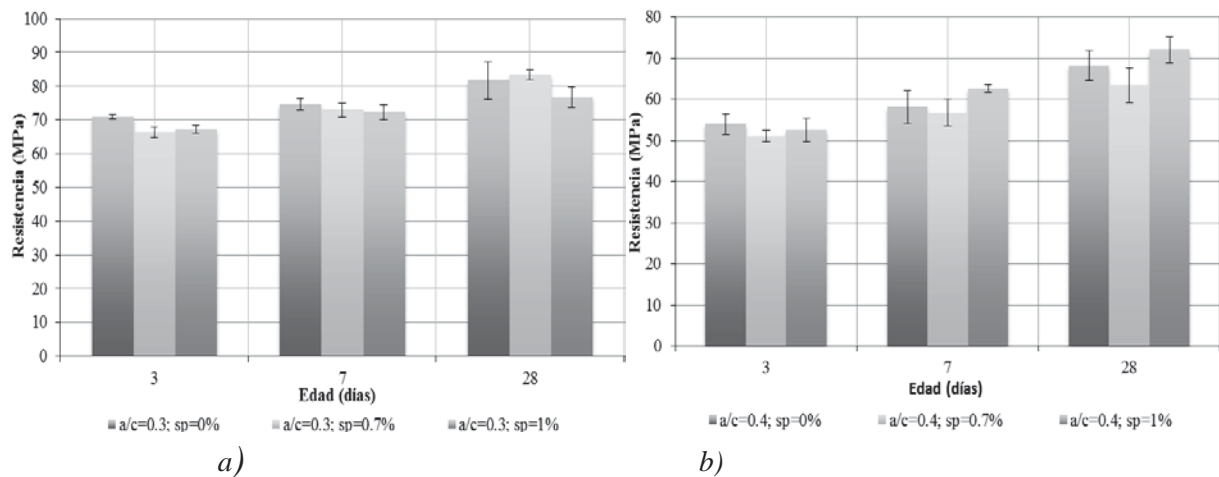 100
90
80
70
60
50
40
30
20
10
0
Resistencia (MPa)
3 7 28
Edad (días)
a/c=0.3; sp=0% a/c=0.3; sp=0.7% a/c=0.3; sp=1%
a)
80
70
60
50
40
30
20
10
0
Resistencia (MPa)
3 7 28
Edad (días)
a/c=0.4; sp=0% a/c=0.4; sp=0.7% a/c=0.4; sp=1%
b)